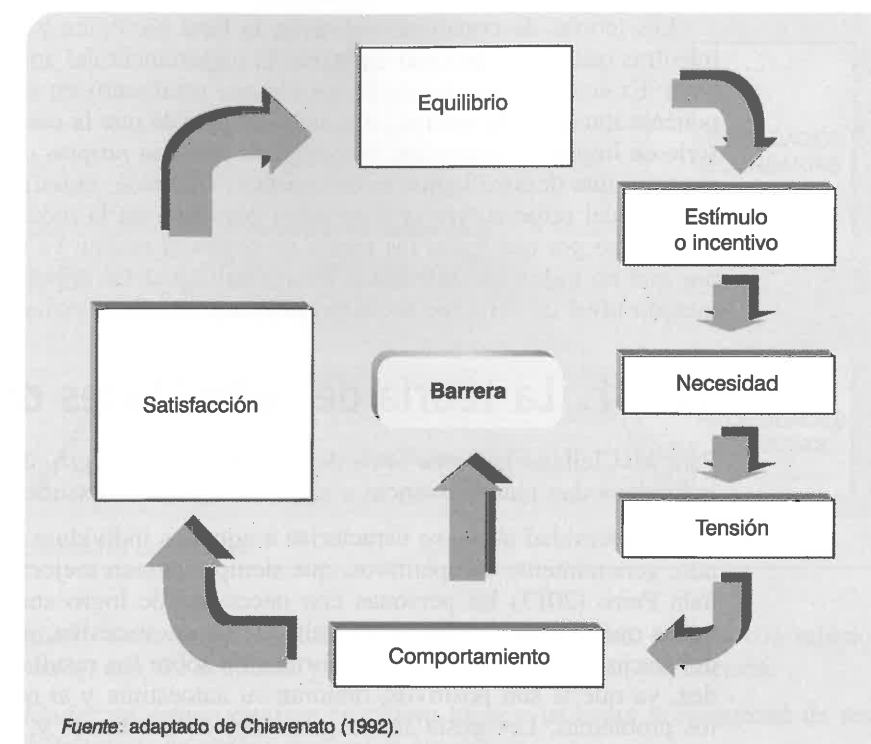 Equilibrio
Estímulo
o incentivo
Necesidad
Tensión
Comportamiento
Barrera
Satisfacción
Fuente: adaptado de Chiavenato (1992).